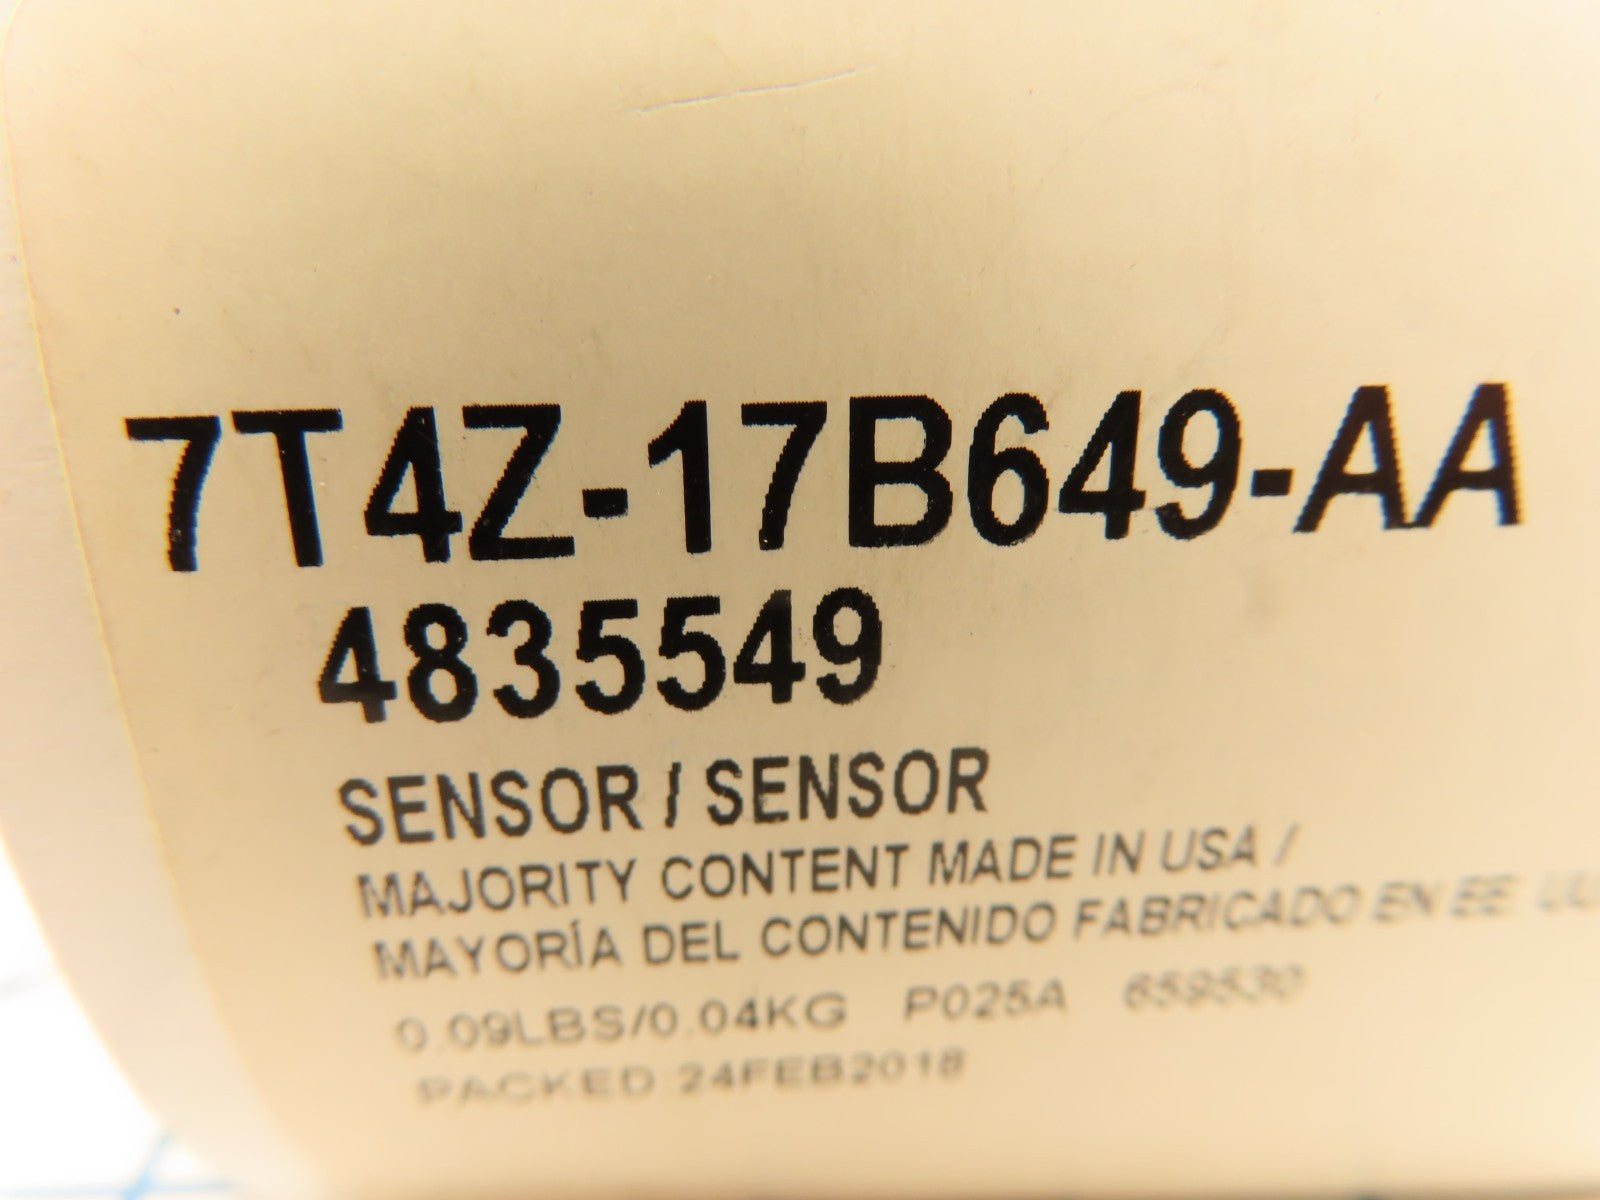 7T4Z-17B649-AA
4835549
SENSOR / SENSOR
MAJORITY CONTENT MADE IN USA /
MAYORÍA DEL CONTENIDO FABRICADO EN EE
0.09LBS/0.04KG P025A 659530
PACKED:24FEB2018